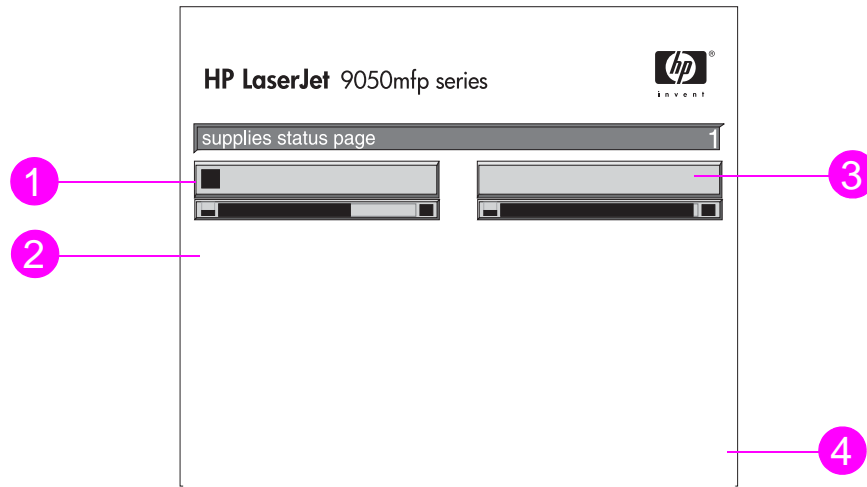 HP LaserJet 9050mfp series
hp®
invent
supplies status page 1
1
3
2
4